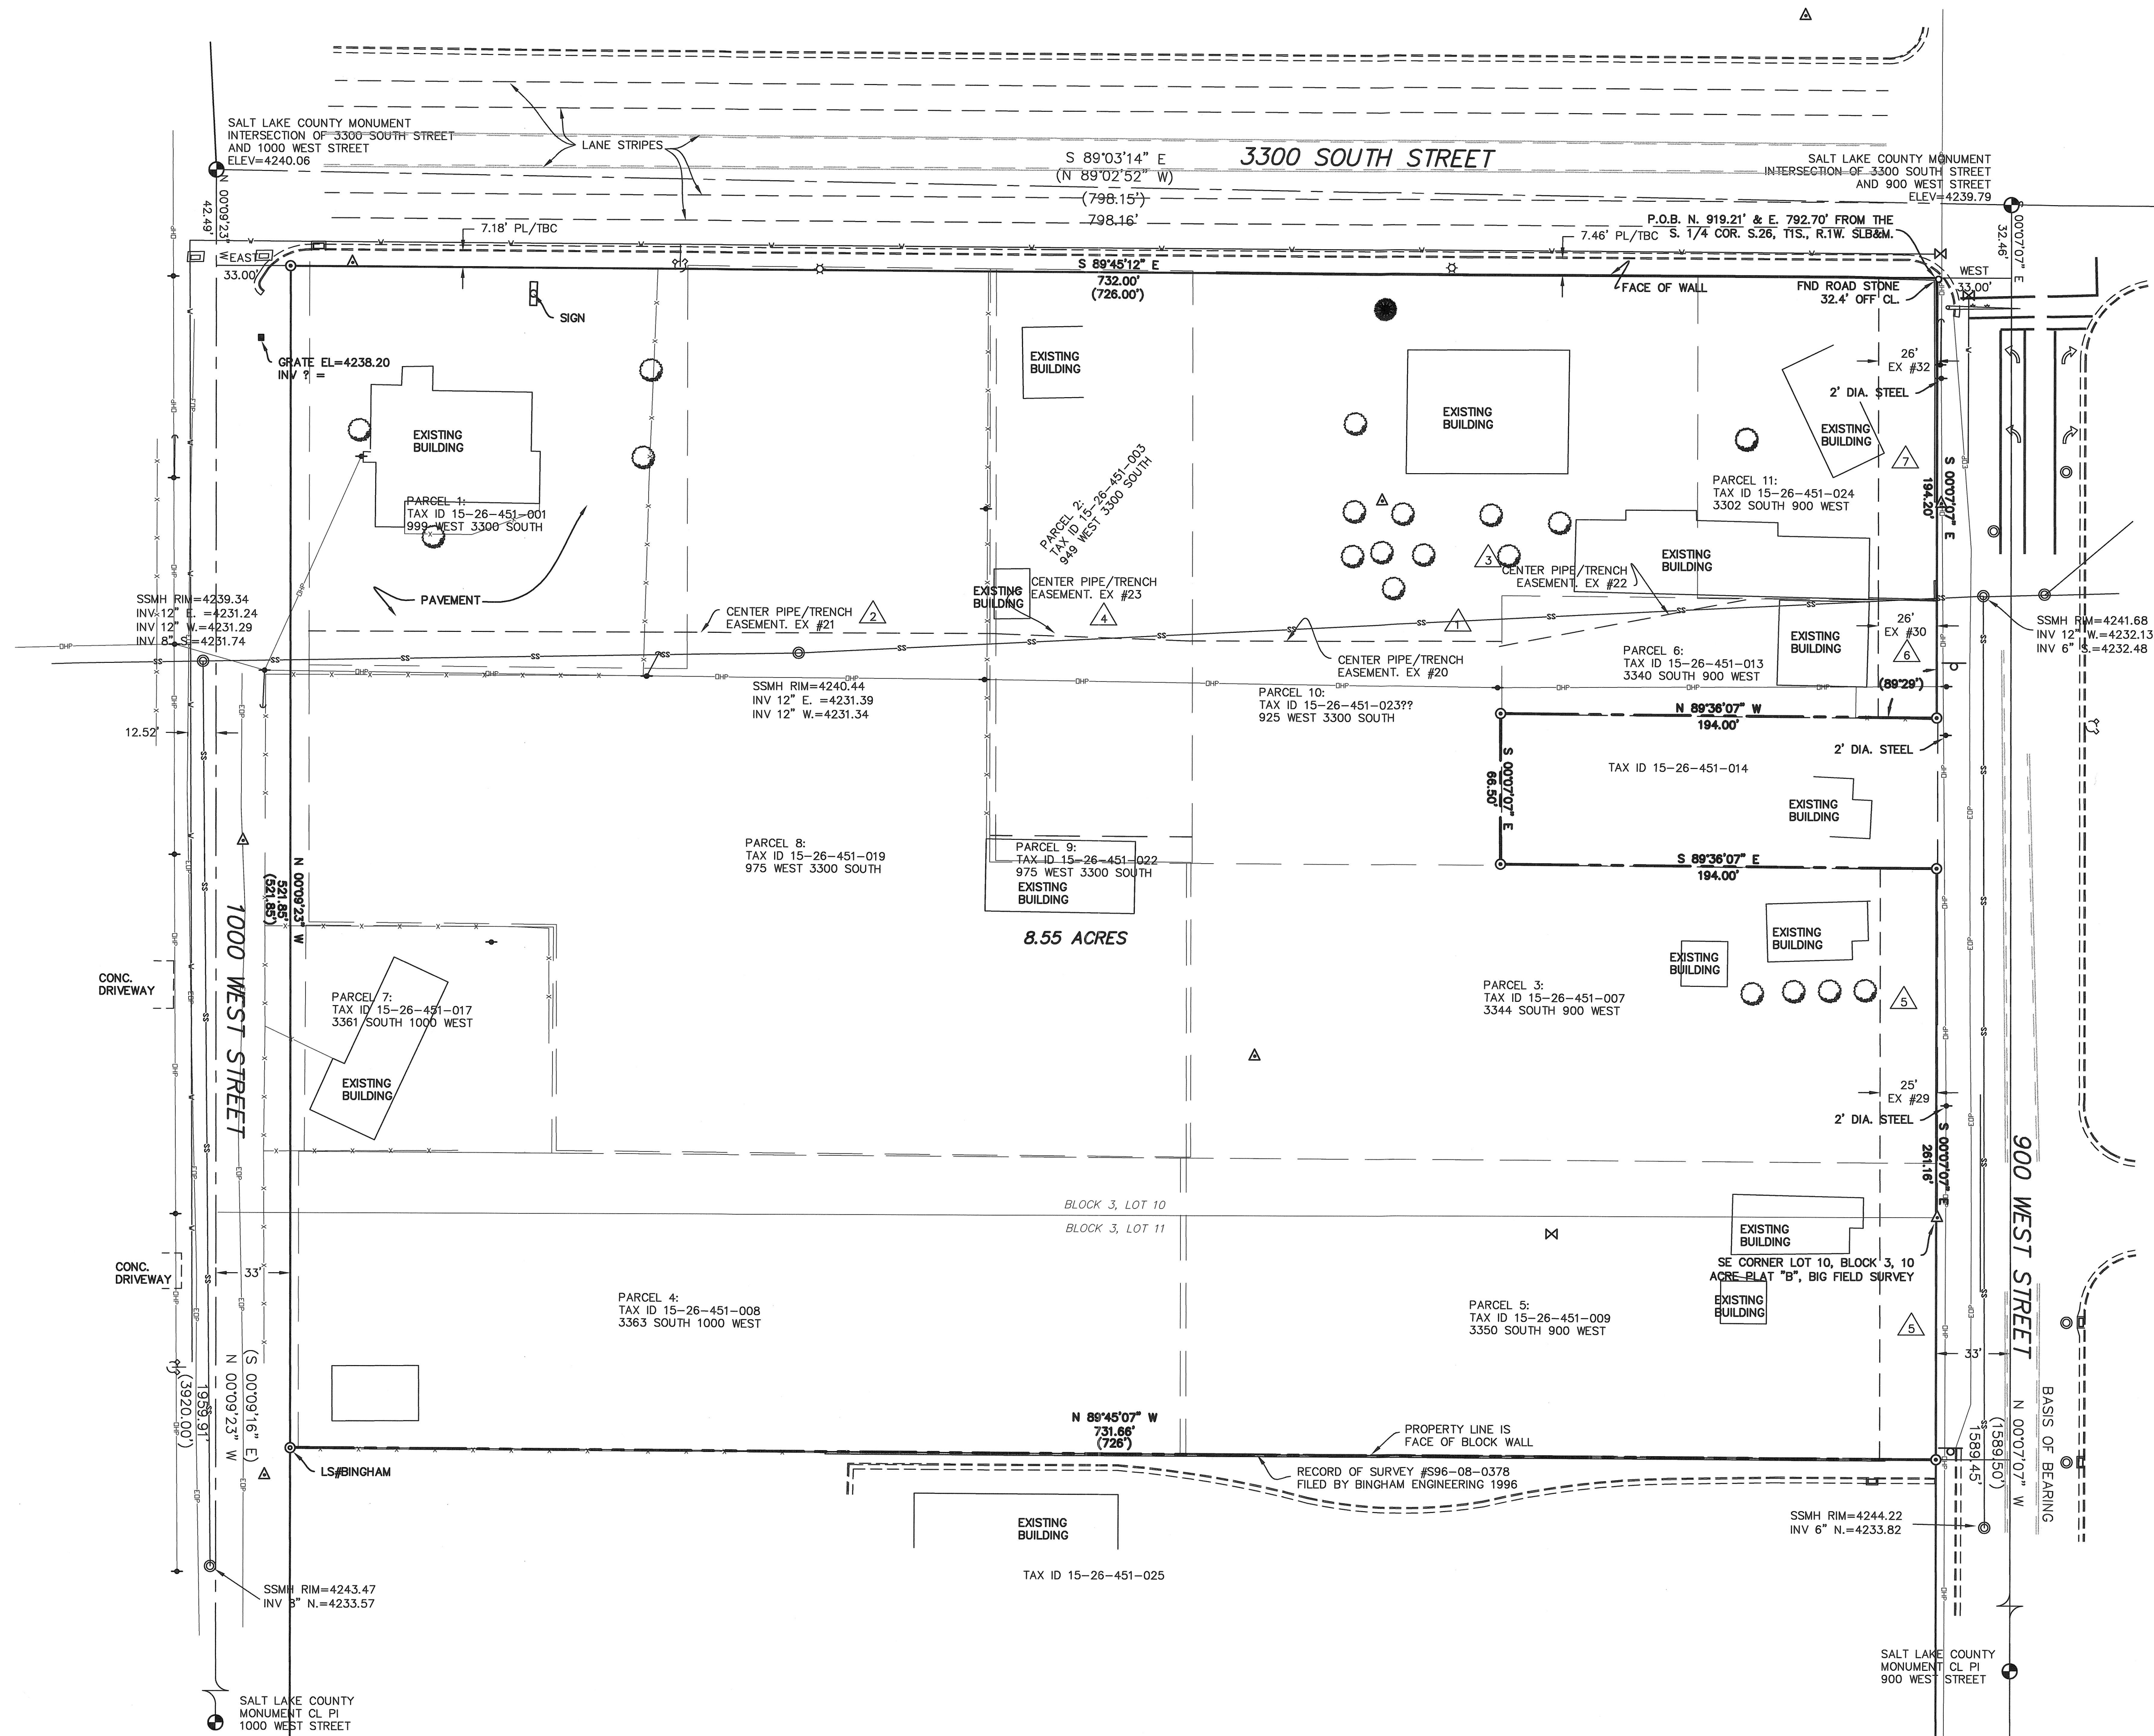 SALT LAKE COUNTY MONUMENT
INTERSECTION OF 3300 SOUTH STREET
AND 1000 WEST STREET
ELEV=4240.06
LANE STRIPES
S 89°03'14" E
(N 89°02'52" W)
(798.15')
798.16'
3300 SOUTH STREET
SALT LAKE COUNTY MONUMENT
INTERSECTION OF 3300 SOUTH STREET
AND 900 WEST STREET
ELEV=4239.79
N 00°09'23" W
42.49'
EAST
33.00'
7.18' PL/TBC
7.46' PL/TBC
P.O.B. N. 919.21' & E. 792.70' FROM THE
S. 1/4 COR. S.26, T1S., R.1W. SLB&M.
S 00°07'07" E
32.46'
WEST
33.00'
S 89°45'12" E
732.00'
(726.00')
FACE OF WALL
FND ROAD STONE
32.4' OFF CL.
SIGN
GRATE EL=4238.20
INV ? =
EXISTING
BUILDING
EXISTING
BUILDING
EXISTING
BUILDING
EXISTING
BUILDING
26'
EX #32
2' DIA. STEEL
7
S 00°07'07" E
194.20'
PARCEL 1:
TAX ID 15-26-451-001
999 WEST 3300 SOUTH
PARCEL 2:
TAX ID 15-26-451-003
949 WEST 3300 SOUTH
PARCEL 11:
TAX ID 15-26-451-024
3302 SOUTH 900 WEST
EXISTING
BUILDING
3
CENTER PIPE/TRENCH
EASEMENT. EX #22
EXISTING
BUILDING
CENTER PIPE/TRENCH
EASEMENT. EX #23
4
PAVEMENT
CENTER PIPE/TRENCH
EASEMENT. EX #21
2
1
SSMH RIM=4239.34
INV 12" E. =4231.24
INV 12" W.=4231.29
INV 8" S.=4231.74
SSMH RIM=4241.68
INV 12" W.=4232.13
INV 6" S.=4232.48
26'
EX #30
6
EXISTING
BUILDING
PARCEL 6:
TAX ID 15-26-451-013
3340 SOUTH 900 WEST
CENTER PIPE/TRENCH
EASEMENT. EX #20
SSMH RIM=4240.44
INV 12" E. =4231.39
INV 12" W.=4231.34
PARCEL 10:
TAX ID 15-26-451-023??
925 WEST 3300 SOUTH
(89°29')
N 89°36'07" W
194.00'
12.52'
2' DIA. STEEL
S 00°07'07" E
66.50'
TAX ID 15-26-451-014
EXISTING
BUILDING
S 89°36'07" E
194.00'
PARCEL 8:
TAX ID 15-26-451-019
975 WEST 3300 SOUTH
PARCEL 9:
TAX ID 15-26-451-022
975 WEST 3300 SOUTH
EXISTING
BUILDING
8.55 ACRES
N 00°09'23" W
521.85'
(521.85')
1000 WEST STREET
CONC.
DRIVEWAY
PARCEL 7:
TAX ID 15-26-451-017
3361 SOUTH 1000 WEST
EXISTING
BUILDING
EXISTING
BUILDING
EXISTING
BUILDING
PARCEL 3:
TAX ID 15-26-451-007
3344 SOUTH 900 WEST
5
25'
EX #29
2' DIA. STEEL
S 00°07'07" E
261.16'
900 WEST STREET
BLOCK 3, LOT 10
BLOCK 3, LOT 11
EXISTING
BUILDING
SE CORNER LOT 10, BLOCK 3, 10
ACRE PLAT "B", BIG FIELD SURVEY
EXISTING
BUILDING
CONC.
DRIVEWAY
33'
PARCEL 4:
TAX ID 15-26-451-008
3363 SOUTH 1000 WEST
PARCEL 5:
TAX ID 15-26-451-009
3350 SOUTH 900 WEST
5
33'
(S 00°09'16" E)
N 00°09'23" W
1959.91'
(3920.00')
BASIS OF BEARING
N 00°07'07" W
(1589.50')
1589.45'
N 89°45'07" W
731.66'
(726')
PROPERTY LINE IS
FACE OF BLOCK WALL
LS#BINGHAM
RECORD OF SURVEY #S96-08-0378
FILED BY BINGHAM ENGINEERING 1996
EXISTING
BUILDING
SSMH RIM=4244.22
INV 6" N.=4233.82
TAX ID 15-26-451-025
SSMH RIM=4243.47
INV 8" N.=4233.57
SALT LAKE COUNTY
MONUMENT CL PI
900 WEST STREET
SALT LAKE COUNTY
MONUMENT CL PI
1000 WEST STREET